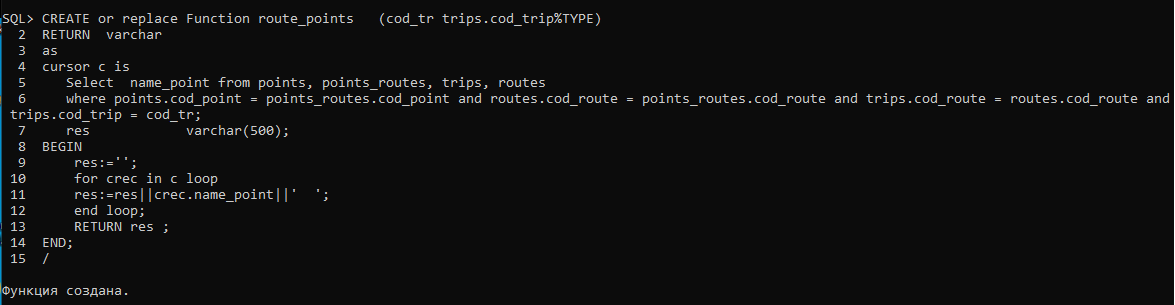 SQL> CREATE or replace Function route_points   (cod_tr trips.cod_trip%TYPE)
  2  RETURN  varchar
  3  as
  4  cursor c is
  5     Select  name_point from points, points_routes, trips, routes
  6     where points.cod_point = points_routes.cod_point and routes.cod_route = points_routes.cod_route and trips.cod_route = routes.cod_route and
trips.cod_trip = cod_tr;
  7     res            varchar(500);
  8  BEGIN
  9      res:='';
 10      for crec in c loop
 11      res:=res||crec.name_point||'  ';
 12      end loop;
 13      RETURN res ;
 14  END;
 15  /
Функция создана.